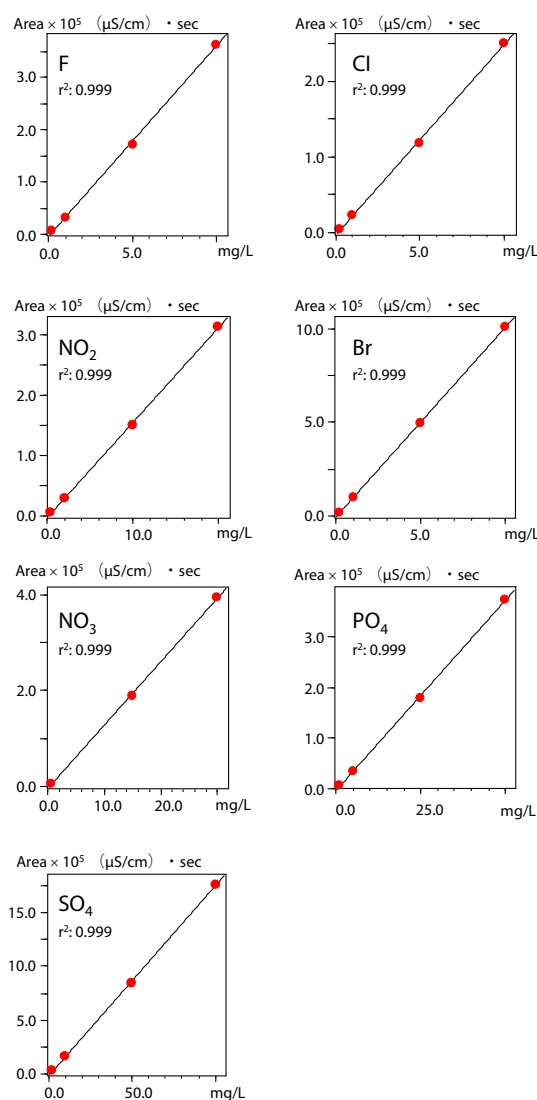 Area × 10⁵ （μS/cm）・sec
F
r²: 0.999
3.0
2.0
1.0
0.0
0.0 5.0 mg/L
Area × 10⁵ （μS/cm）・sec
Cl
r²: 0.999
2.0
1.0
0.0
0.0 5.0 mg/L
Area × 10⁵ （μS/cm）・sec
NO₂
r²: 0.999
3.0
2.0
1.0
0.0
0.0 10.0 mg/L
Area × 10⁵ （μS/cm）・sec
Br
r²: 0.999
10.0
5.0
0.0
0.0 5.0 mg/L
Area × 10⁵ （μS/cm）・sec
NO₃
r²: 0.999
4.0
2.0
0.0
0.0 10.0 20.0 mg/L
Area × 10⁵ （μS/cm）・sec
PO₄
r²: 0.999
3.0
2.0
1.0
0.0
0.0 25.0 mg/L
Area × 10⁵ （μS/cm）・sec
SO₄
r²: 0.999
15.0
10.0
5.0
0.0
0.0 50.0 mg/L